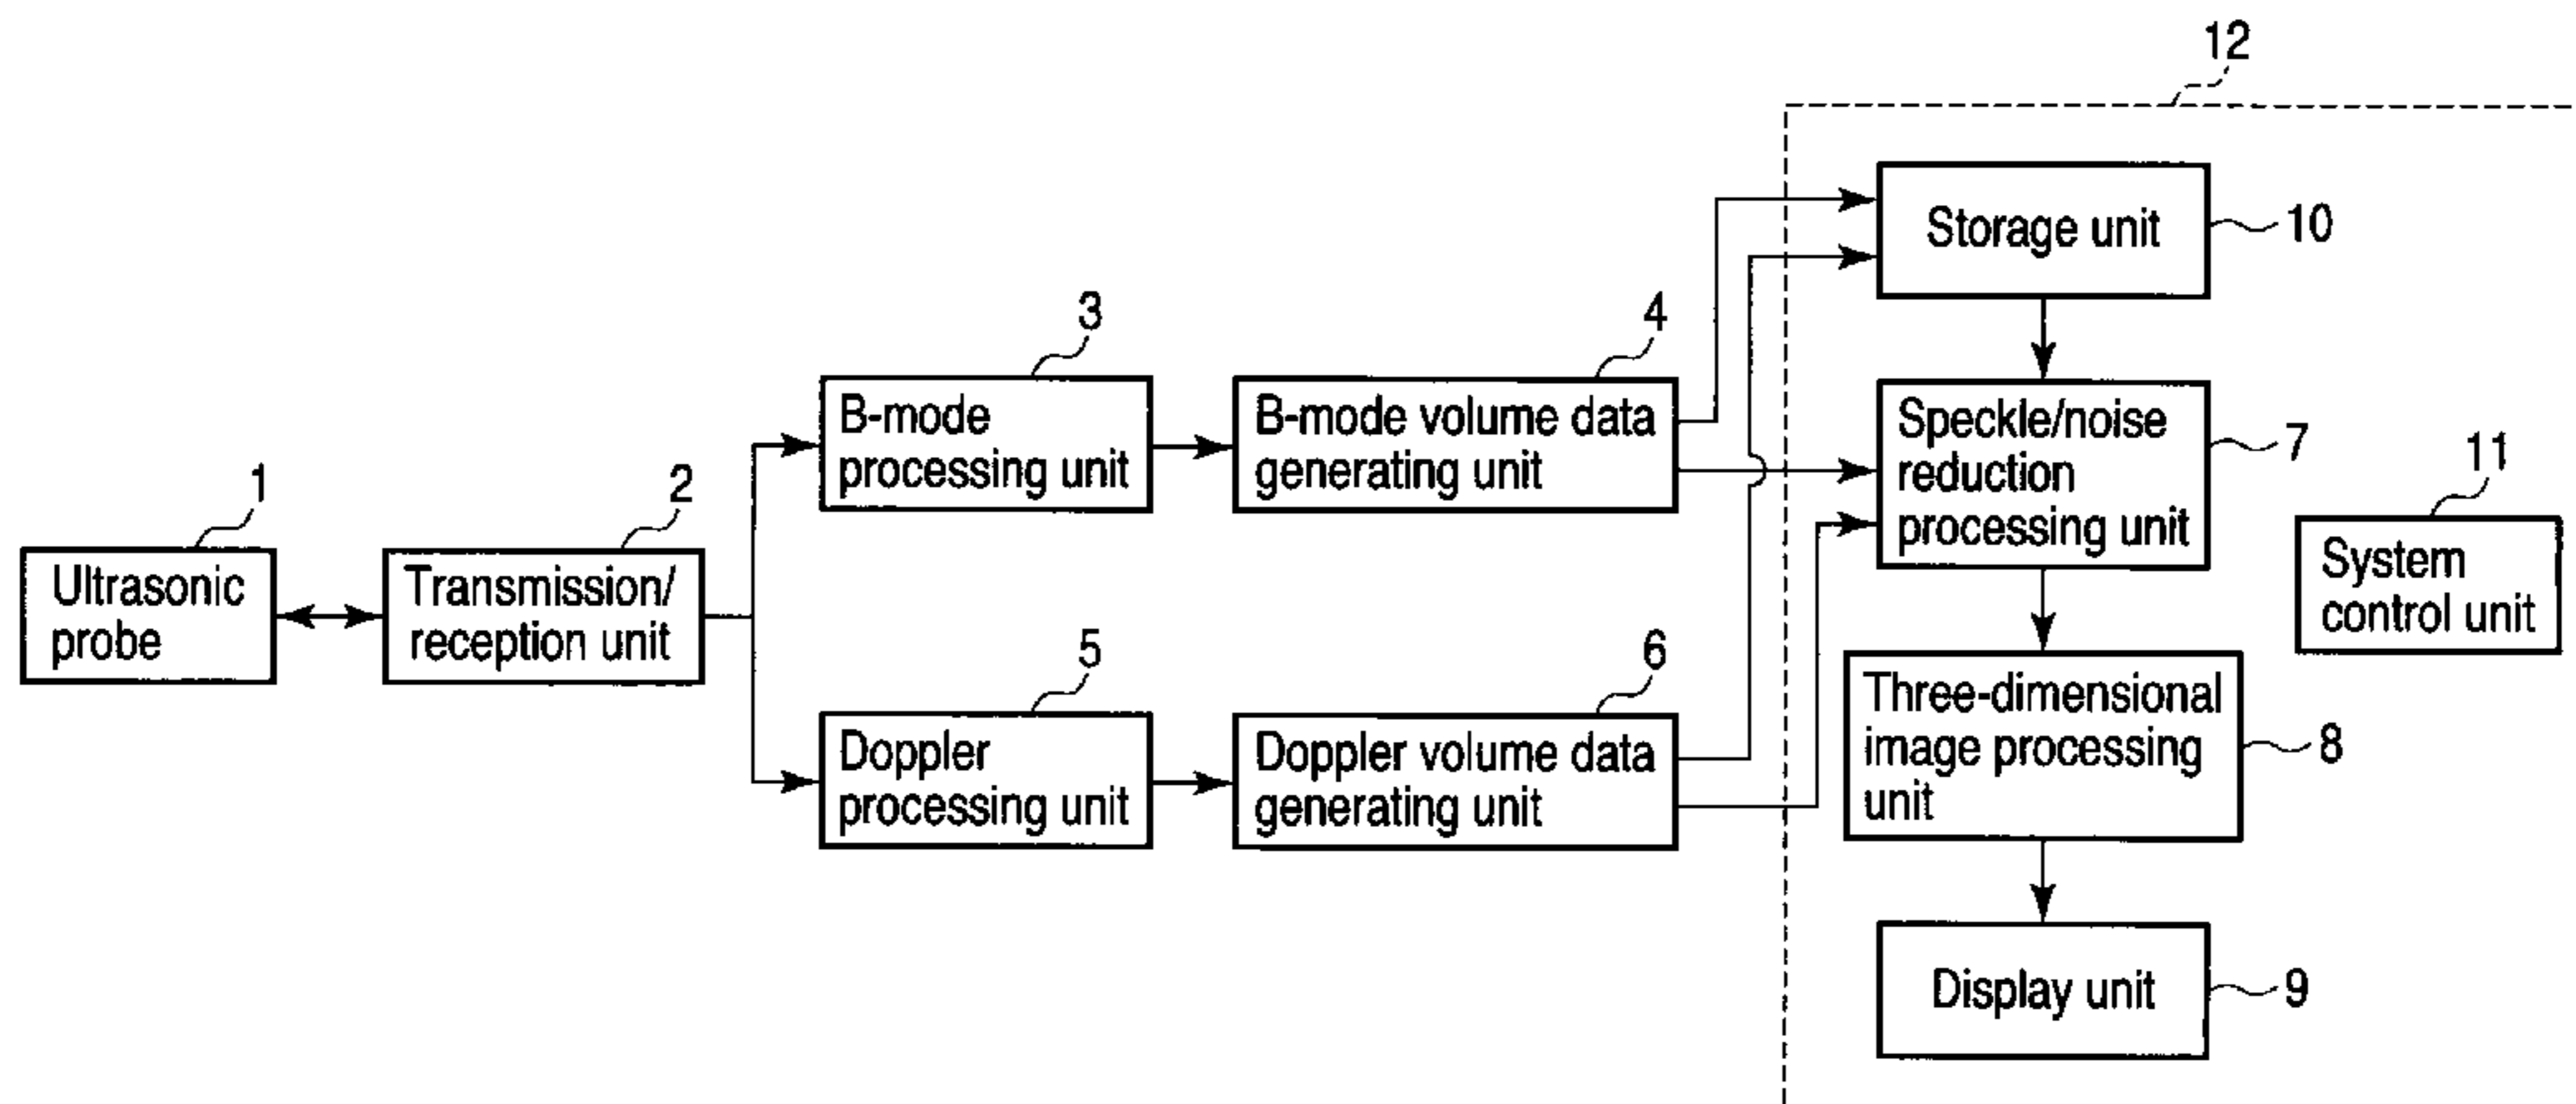 12
Storage unit
10
3
4
B-mode
processing unit
B-mode volume data
generating unit
Speckle/noise
reduction
processing unit
7
11
System
control unit
1
2
Ultrasonic
probe
Transmission/
reception unit
5
6
Doppler
processing unit
Doppler volume data
generating unit
Three-dimensional
image processing
unit
8
Display unit
9